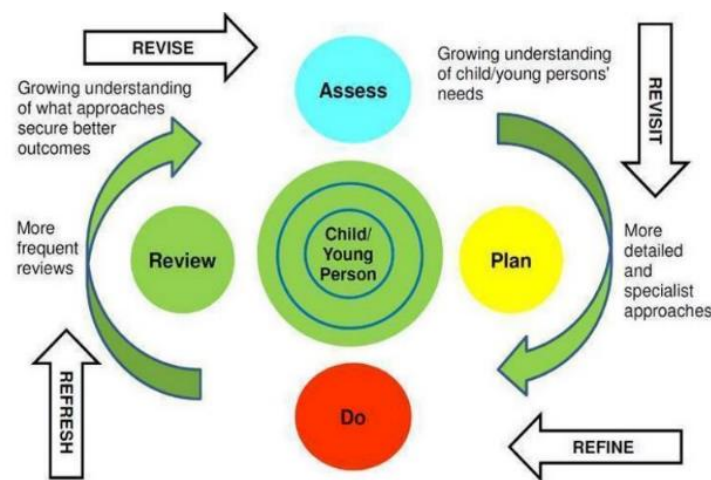 REVISE
Growing understanding
of what approaches
secure better
outcomes
Assess
Growing understanding
of child/young persons'
needs
REVISIT
More
frequent
reviews
Review
Child/
Young
Person
Plan
More
detailed
and
specialist
approaches
REFRESH
Do
REFINE